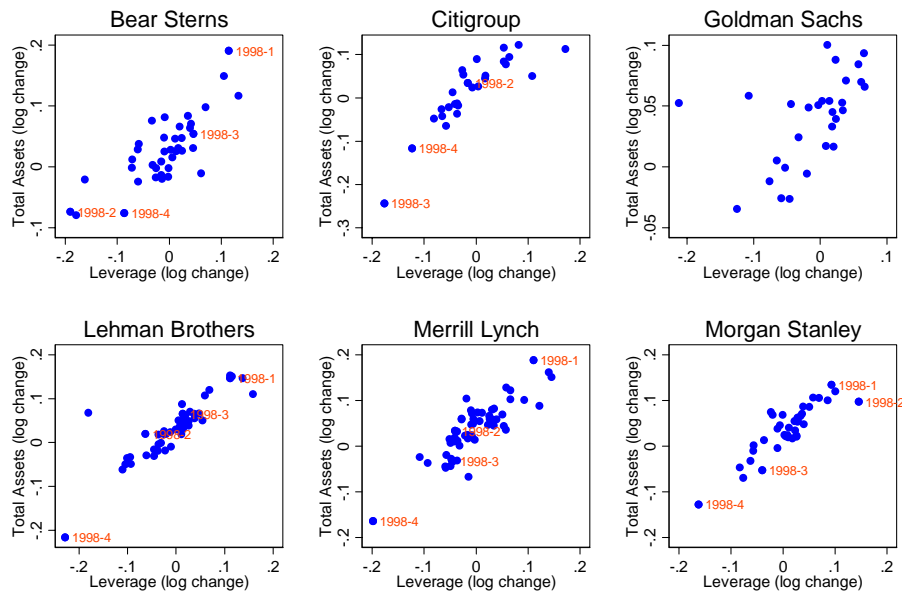 Bear Sterns
Total Assets (log change)
.2
.1
0
-.1
1998-1
1998-3
1998-2
1998-4
-.2 -.1 0 .1 .2
Leverage (log change)
Citigroup
Total Assets (log change)
.1
0
-.1
-.2
-.3
1998-2
1998-4
1998-3
-.2 -.1 0 .1 .2
Leverage (log change)
Goldman Sachs
Total Assets (log change)
.1
.05
0
-.05
-.2 -.1 0 .1
Leverage (log change)
Lehman Brothers
Total Assets (log change)
.2
.1
0
-.1
-.2
1998-1
1998-3
1998-2
1998-4
-.2 -.1 0 .1 .2
Leverage (log change)
Merrill Lynch
Total Assets (log change)
.2
.1
0
-.1
-.2
1998-1
1998-2
1998-3
1998-4
-.2 -.1 0 .1 .2
Leverage (log change)
Morgan Stanley
Total Assets (log change)
.2
.1
0
-.1
-.2
1998-1
1998-2
1998-3
1998-4
-.2 -.1 0 .1 .2
Leverage (log change)